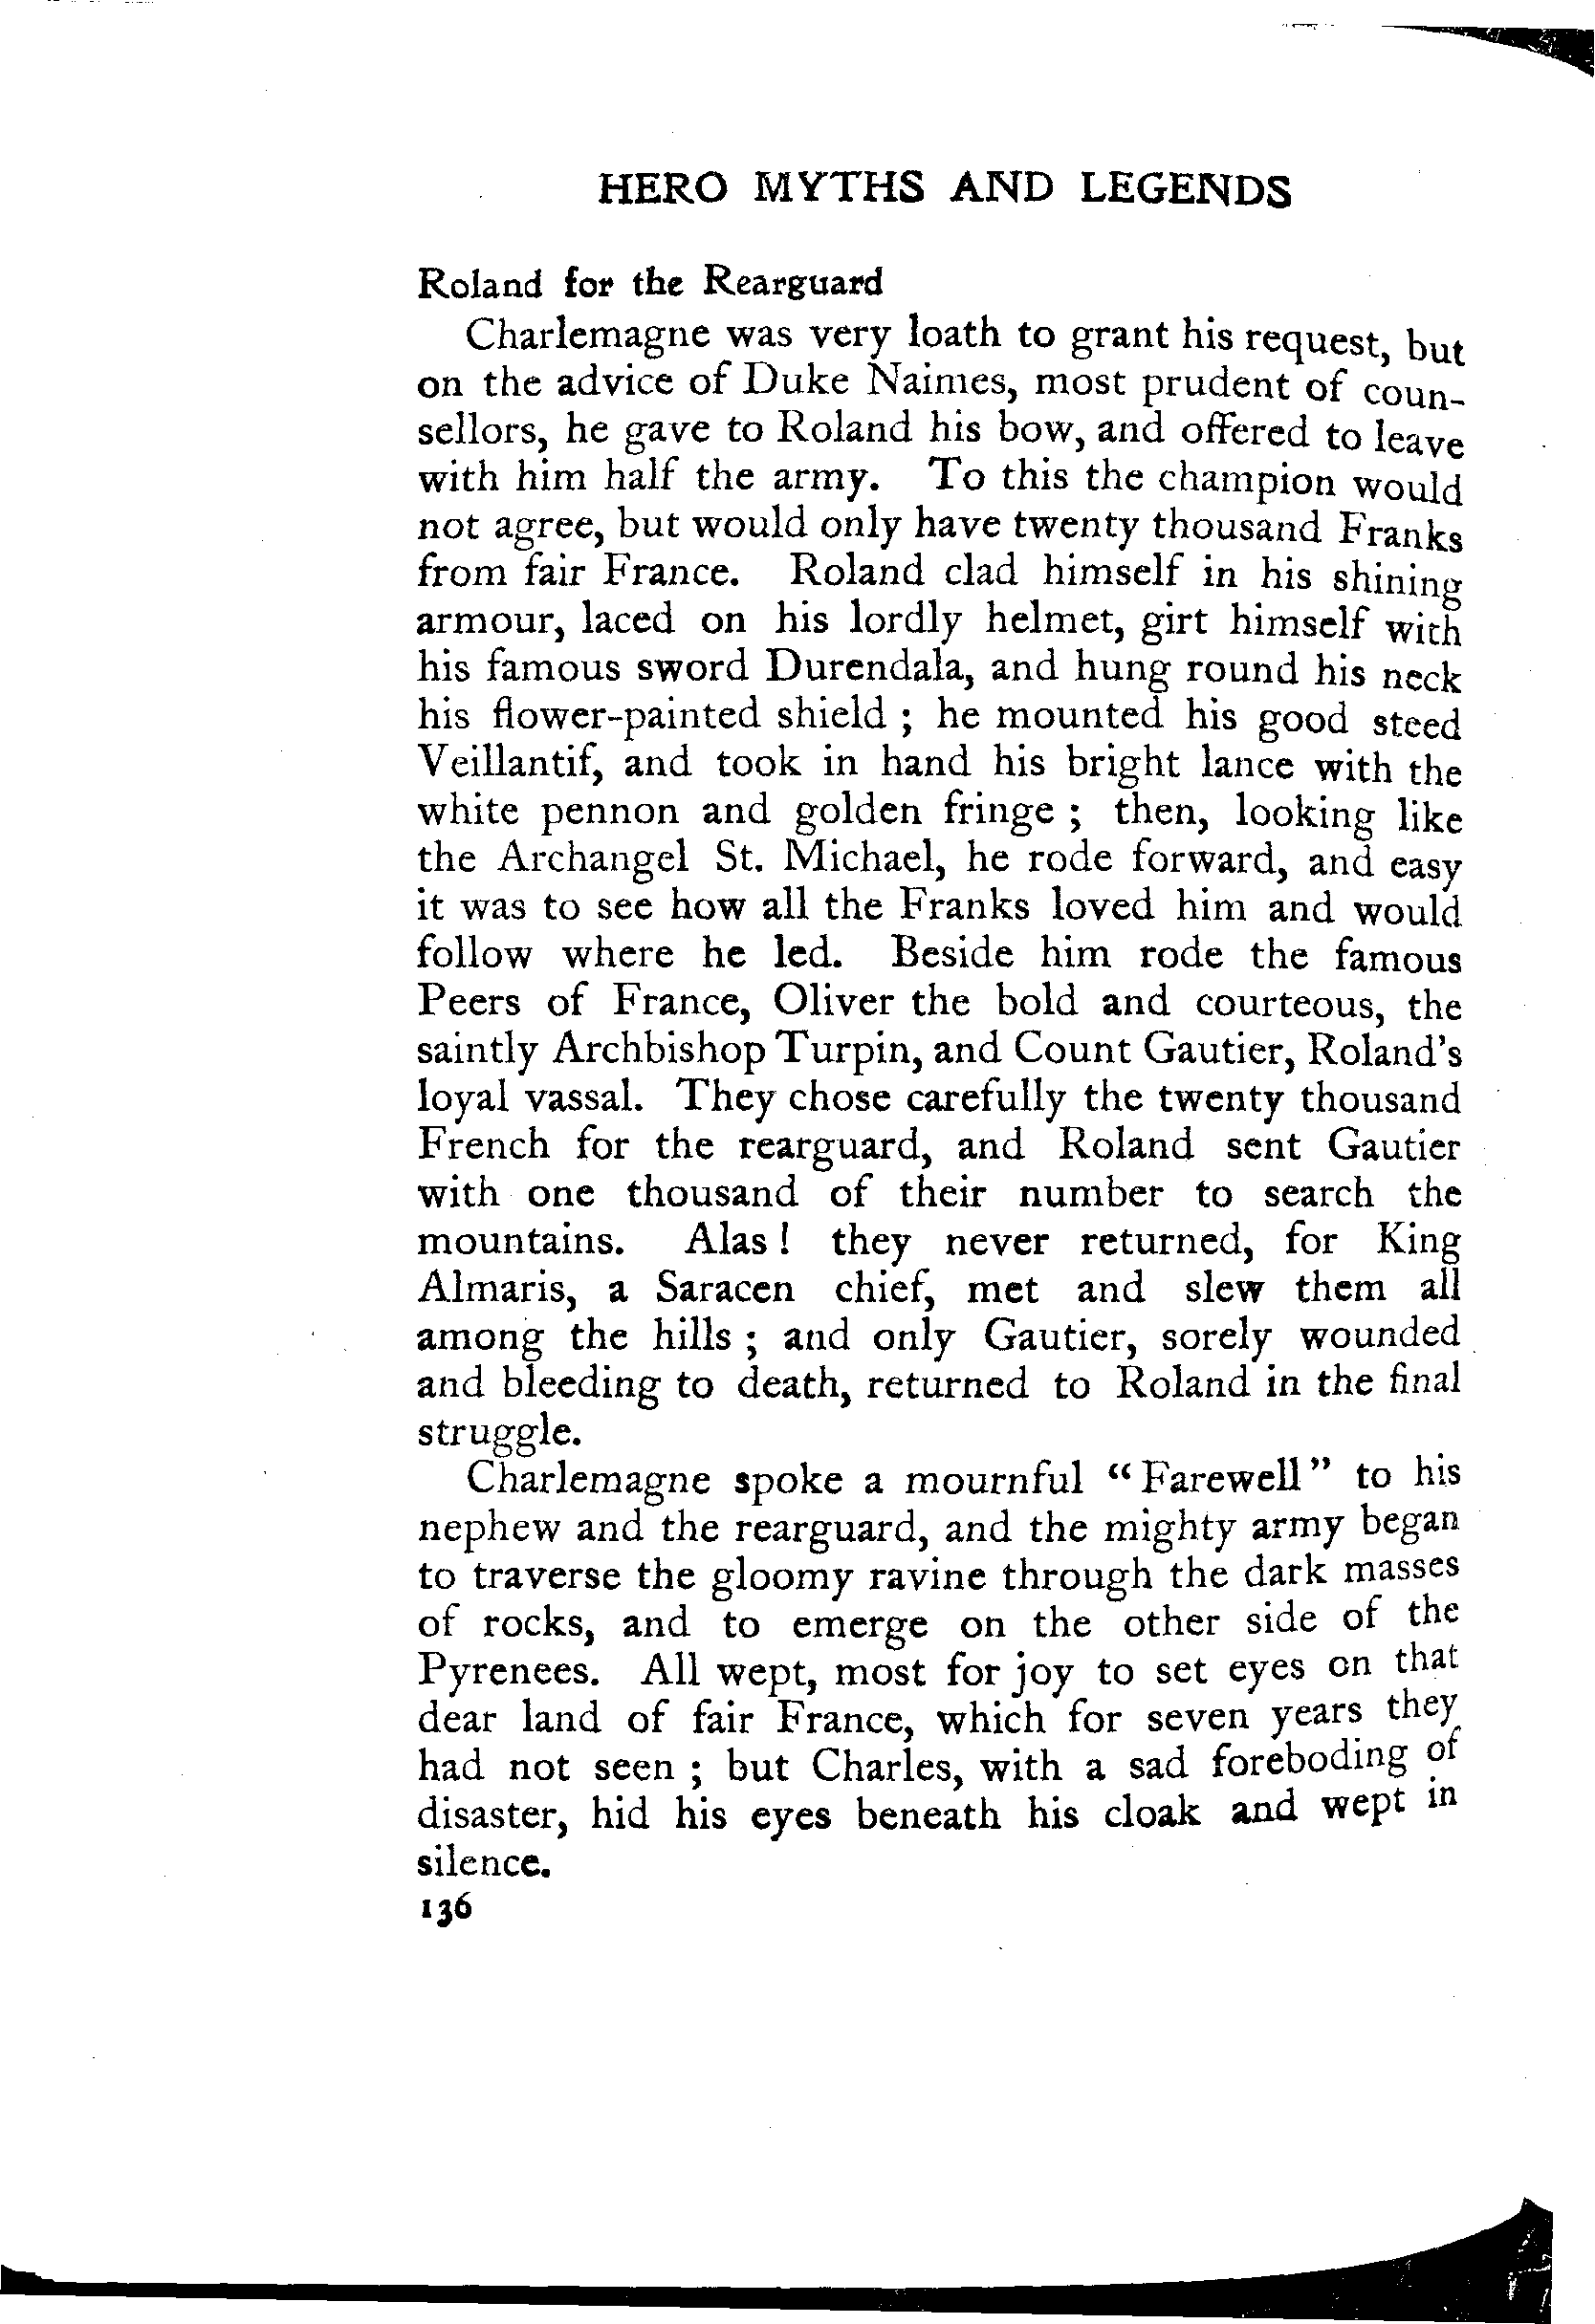 HERO MYTHS AND LEGENDS
Roland for the Rearguard
Charlemagne was very loath to grant his request, but
on the advice of Duke Naimes, most prudent of coun-
sellors, he gave to Roland his bow, and offered to leave
with him half the army. To this the champion would
not agree, but would only have twenty thousand Franks
from fair France. Roland clad himself in his shining
armour, laced on his lordly helmet, girt himself with
his famous sword Durendala, and hung round his neck
his flower-painted shield ; he mounted his good steed
Veillantif, and took in hand his bright lance with the
white pennon and golden fringe ; then, looking like
the Archangel St. Michael, he rode forward, and easy
it was to see how all the Franks loved him and would
follow where he led. Beside him rode the famous
Peers of France, Oliver the bold and courteous, the
saintly Archbishop Turpin, and Count Gautier, Roland's
loyal vassal. They chose carefully the twenty thousand
French for the rearguard, and Roland sent Gautier
with one thousand of their number to search the
mountains. Alas ! they never returned, for King
Almaris, a Saracen chief, met and slew them all
among the hills ; and only Gautier, sorely wounded
and bleeding to death, returned to Roland in the final
struggle.
Charlemagne spoke a mournful “Farewell” to his
nephew and the rearguard, and the mighty army began
to traverse the gloomy ravine through the dark masses
of rocks, and to emerge on the other side of the
Pyrenees. All wept, most for joy to set eyes on that
dear land of fair France, which for seven years they
had not seen ; but Charles, with a sad foreboding of
disaster, hid his eyes beneath his cloak and wept in
silence.
136